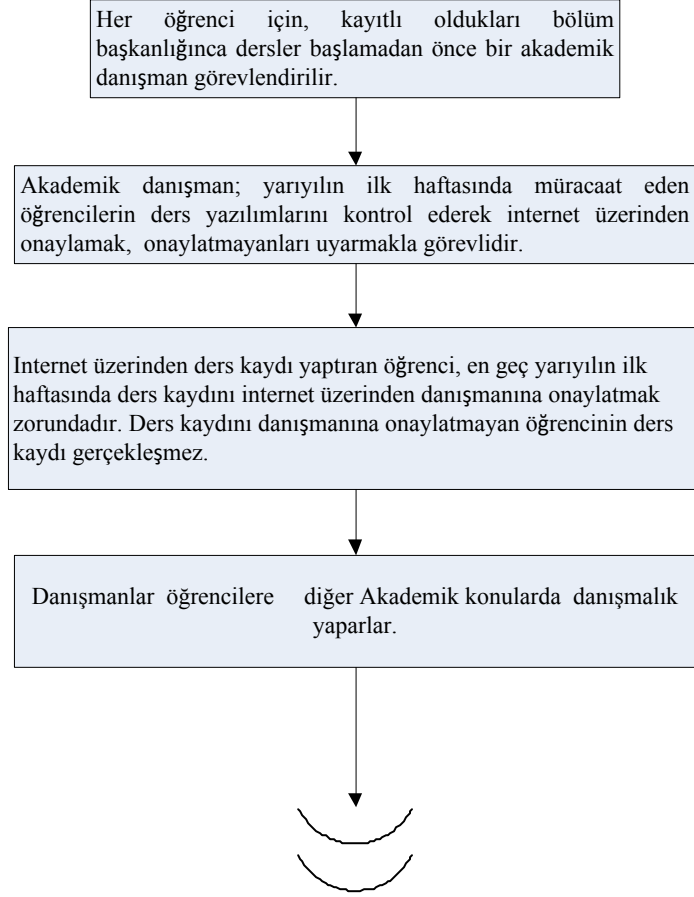 Her öğrenci için, kayıtlı oldukları bölüm
başkanlığınca dersler başlamadan önce bir akademik
danışman görevlendirilir.
Akademik danışman; yarıyılın ilk haftasında müracaat eden
öğrencilerin ders yazılımlarını kontrol ederek internet üzerinden
onaylamak, onaylatmayanları uyarmakla görevlidir.
Internet üzerinden ders kaydı yaptıran öğrenci, en geç yarıyılın ilk
haftasında ders kaydını internet üzerinden danışmanına onaylatmak
zorundadır. Ders kaydını danışmanına onaylatmayan öğrencinin ders
kaydı gerçekleşmez.
Danışmanlar öğrencilere diğer Akademik konularda danışmalık
yaparlar.